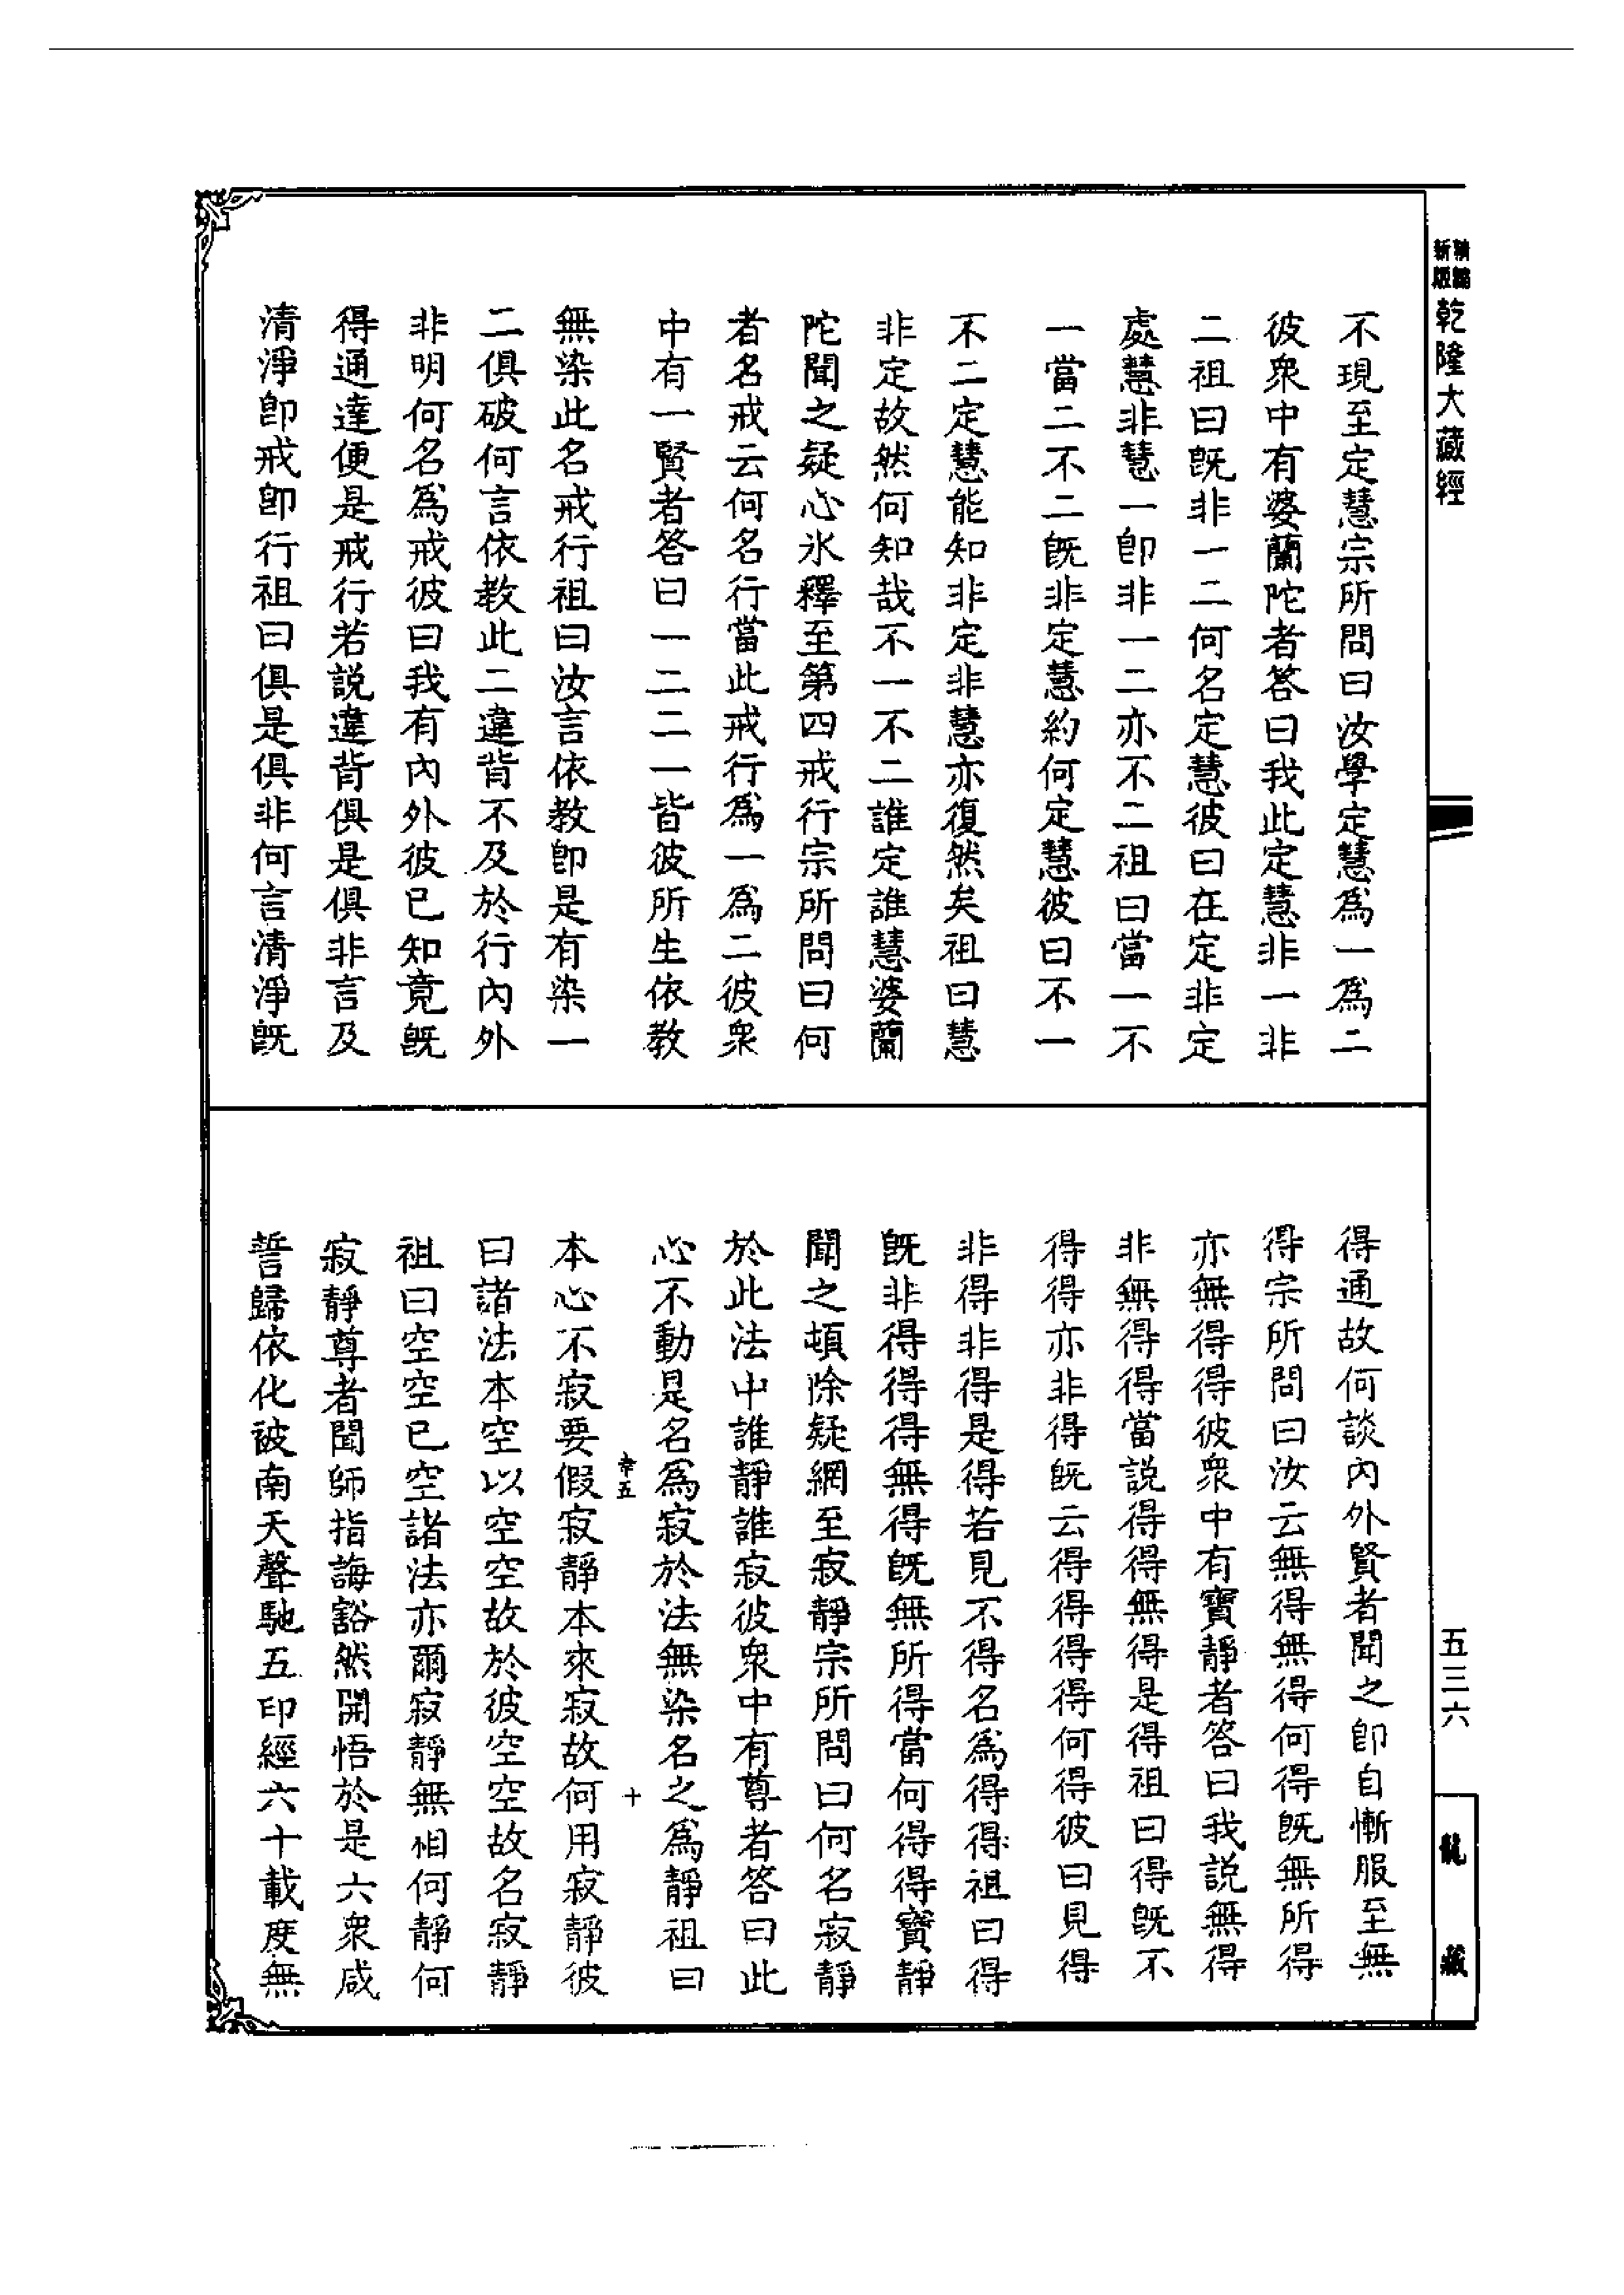 精編
新版
乾隆大藏經
不現至定慧宗所問曰汝學定慧爲一爲二
彼衆中有婆蘭陀者答曰我此定慧非一非
二祖曰旣非一二何名定慧彼曰在定非定
處慧非慧一卽非一二亦不二祖曰當一不
一當二不二旣非定慧約何定慧彼曰不一
不二定慧能知非定非慧亦復然矣祖曰慧
非定故然何知哉不一不二誰定誰慧婆蘭
陀聞之疑心氷釋至第四戒行宗所問曰何
者名戒云何名行當此戒行爲一爲二彼衆
中有一賢者答曰一二二一皆彼所生依教
無染此名戒行祖曰汝言依教卽是有染一
二俱破何言依教此二違背不及於行內外
非明何名爲戒彼曰我有內外彼已知竟旣
得通達便是戒行若說違背俱是俱非言及
清淨卽戒卽行祖曰俱是俱非何言清淨旣
得通故何談內外賢者聞之卽自慚服至無
得宗所問曰汝云無得無得何得旣無所得
亦無得得彼衆中有寶靜者答曰我說無得
非無得得當說得得無得是得祖曰得旣不
得得亦非得旣云得得得得何得彼曰見得
非得非得是得若見不得名爲得得祖曰得
旣非得得得無得旣無所得當何得得寶靜
聞之頓除疑網至寂靜宗所問曰何名寂靜
於此法中誰靜誰寂彼衆中有尊者答曰此
心不動是名爲寂於法無染名之爲靜祖曰
本心不寂要假寂靜本來寂故何用寂靜彼
曰諸法本空以空空故於彼空空故名寂靜
祖曰空空已空諸法亦爾寂靜無相何靜何
寂靜尊者聞師指誨豁然開悟於是六衆咸
誓歸依化被南天聲馳五印經六十載度無
五
十
五三六
龍藏